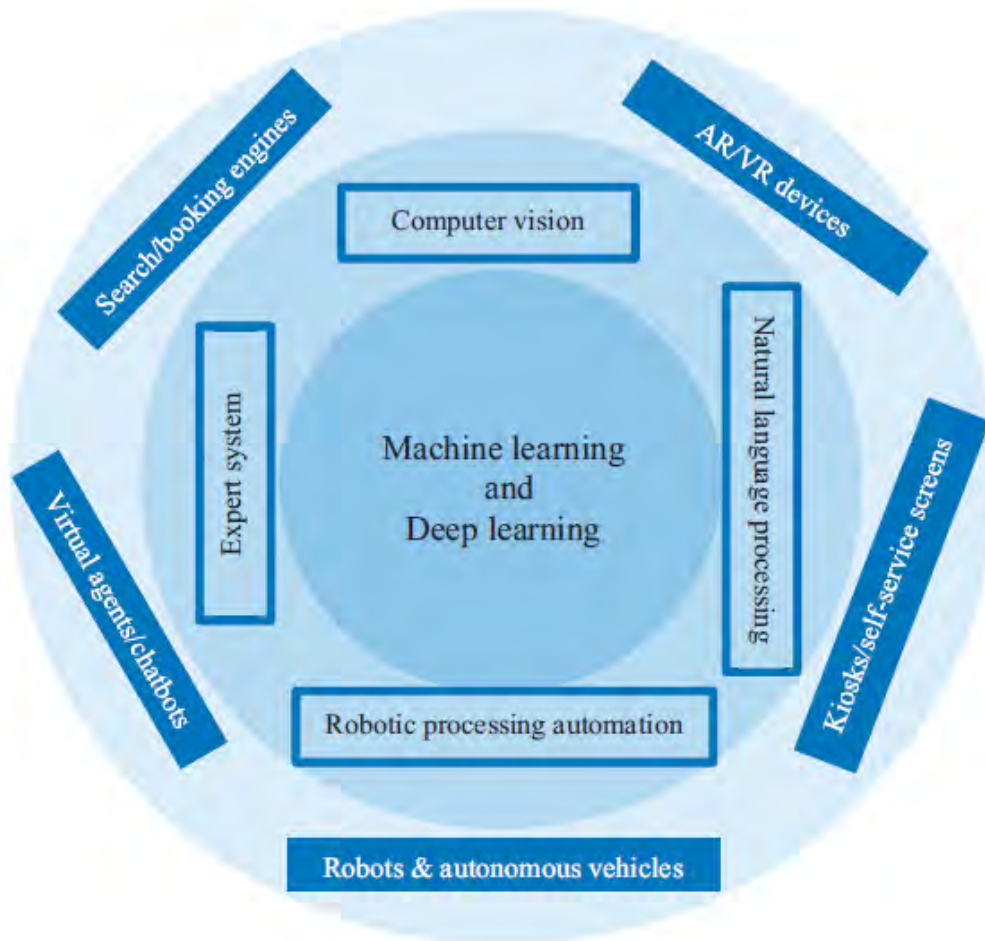 Search/booking engines
AR/VR devices
Computer vision
Expert system
Natural language processing
Machine learning
and
Deep learning
Virtual agents/chatbots
Kiosks/self-service screens
Robotic processing automation
Robots & autonomous vehicles